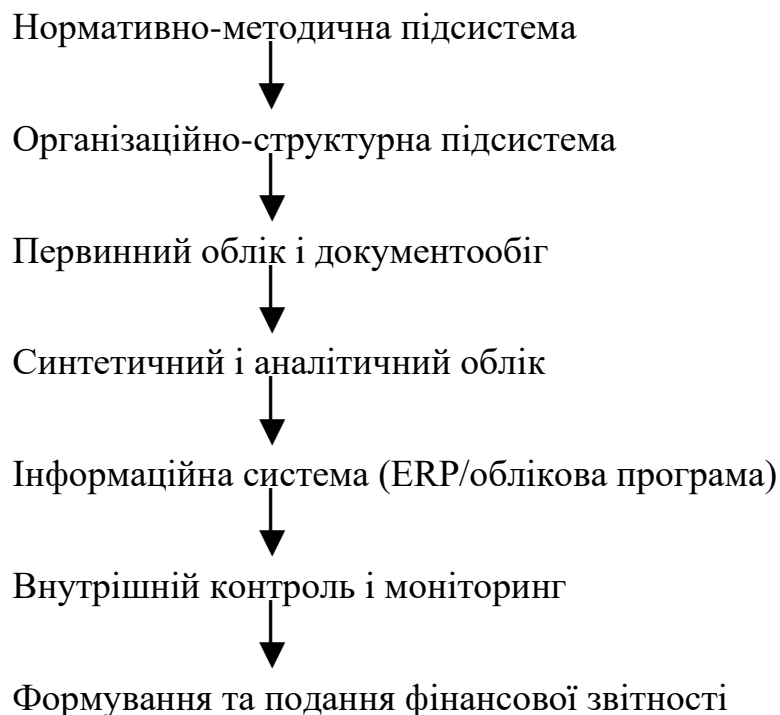 Нормативно-методична підсистема
Організаційно-структурна підсистема
Первинний облік і документообіг
Синтетичний і аналітичний облік
Інформаційна система (ERP/облікова програма)
Внутрішній контроль і моніторинг
Формування та подання фінансової звітності